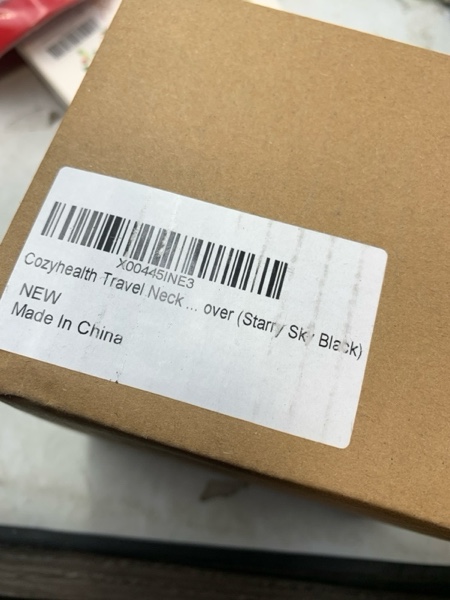 X00445INE3
Cozyhealth Travel Neck ... over (Starry Sky Black)
NEW
Made In China